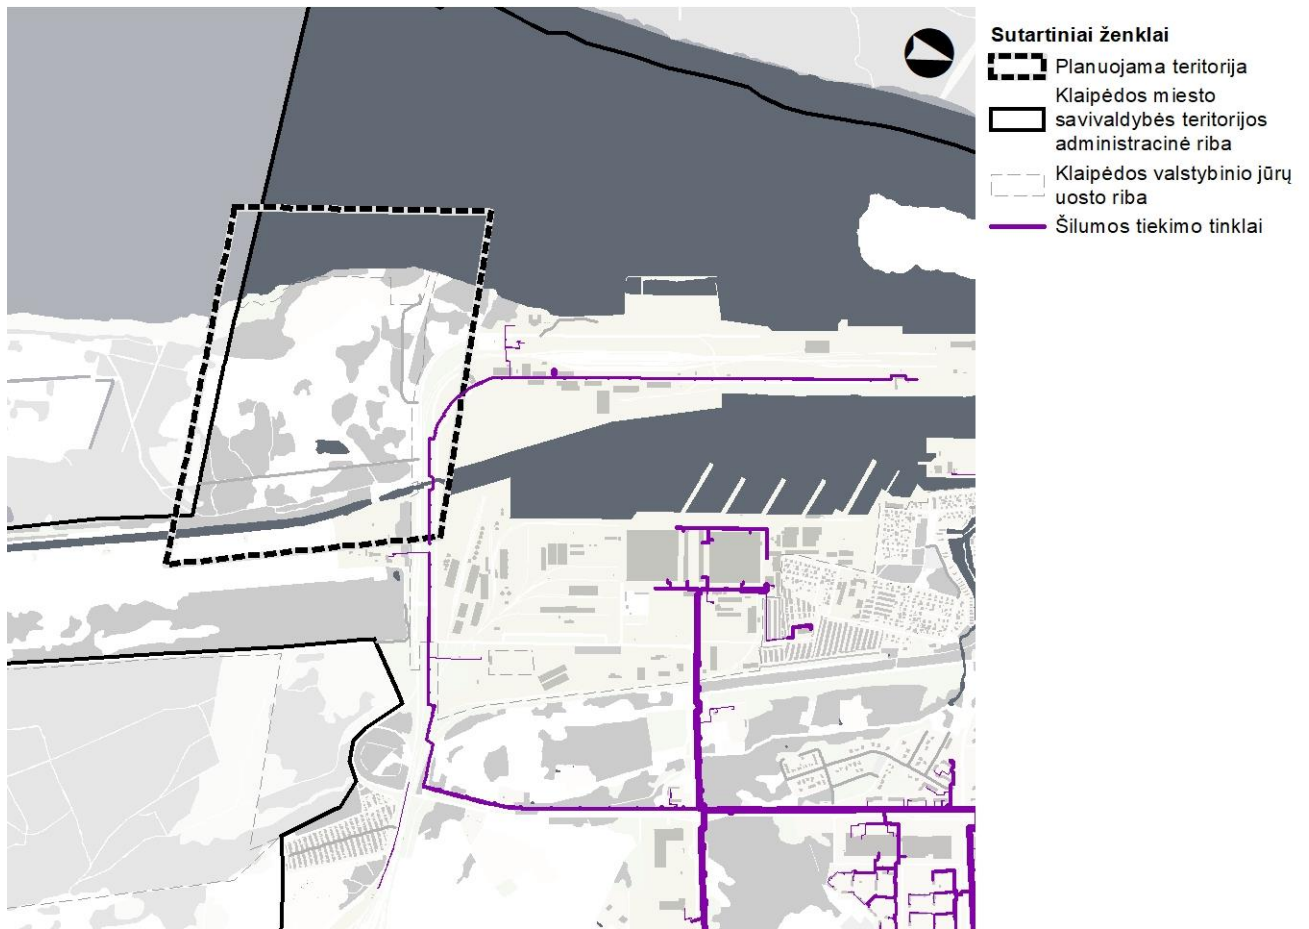 Sutartiniai ženklai
Planuojama teritorija
Klaipėdos miesto
savivaldybės teritorijos
administracinė riba
Klaipėdos valstybinio jūrų
uosto riba
Šilumos tiekimo tinklai